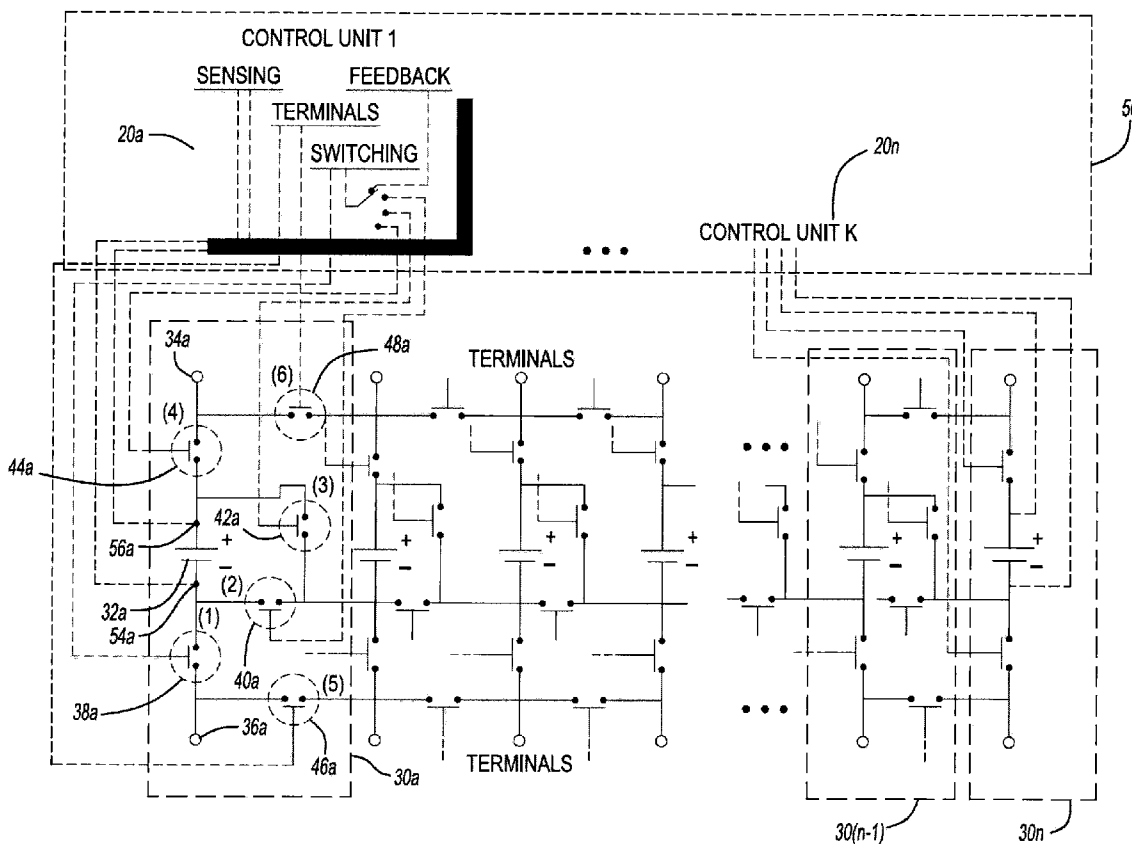 CONTROL UNIT 1
SENSING
FEEDBACK
TERMINALS
20a
SWITCHING
20n
CONTROL UNIT K
34a
(6)
48a
TERMINALS
(4)
44a
(3)
42a
56a
+
+
+
+
+
+
−
−
−
−
−
−
32a
(2)
54a
(1)
40a
(5)
38a
36a
46a
30a
TERMINALS
30(n-1)
30n